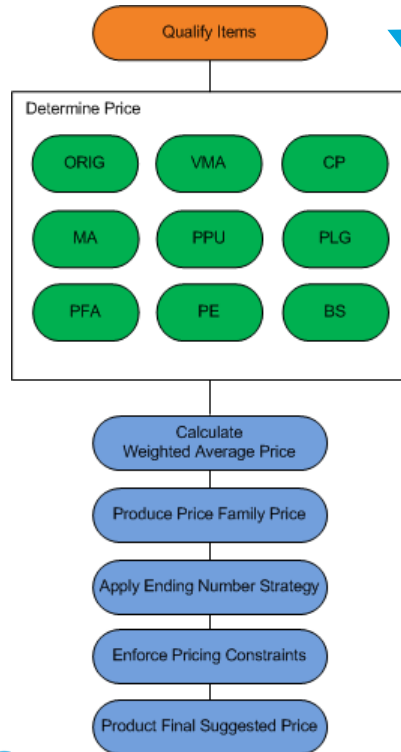 Qualify Items
Determine Price
ORIG VMA CP
MA PPU PLG
PFA PE BS
Calculate
Weighted Average Price
Produce Price Family Price
Apply Ending Number Strategy
Enforce Pricing Constraints
Product Final Suggested Price